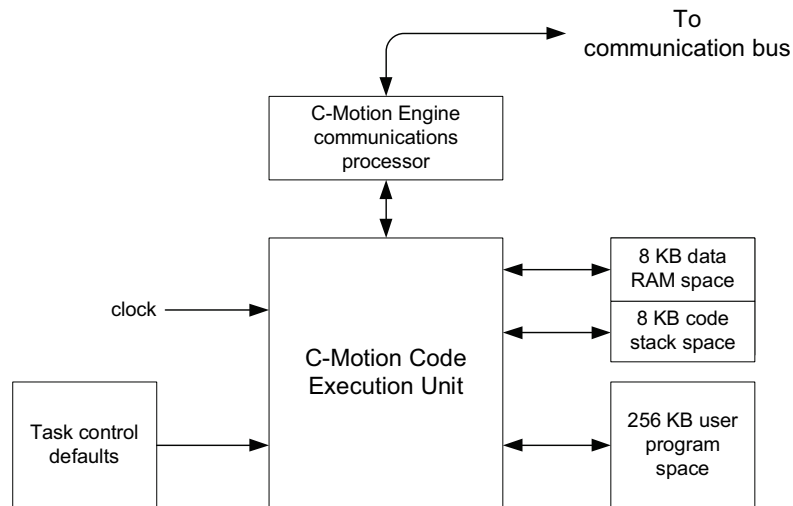 To
communication bus
C-Motion Engine
communications
processor
8 KB data
RAM space
clock
8 KB code
stack space
C-Motion Code
Execution Unit
Task control
defaults
256 KB user
program
space